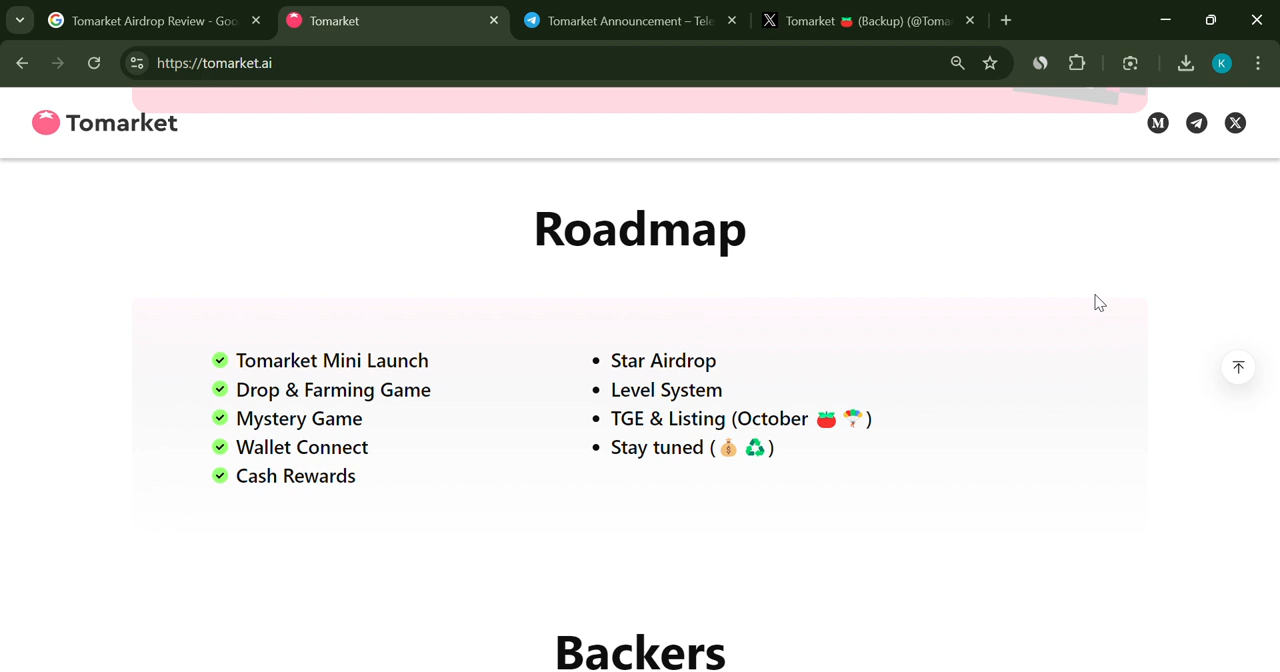 Tomarket Airdrop Review - Goo
Tomarket
Tomarket Announcement – Tele
Tomarket 🍅 (Backup) (@Toma
https://tomarket.ai
K
Tomarket
Roadmap
Tomarket Mini Launch
Drop & Farming Game
Mystery Game
Wallet Connect
Cash Rewards
• Star Airdrop
• Level System
• TGE & Listing (October 🍅 🪂)
• Stay tuned (💰 ♻️)
Backers